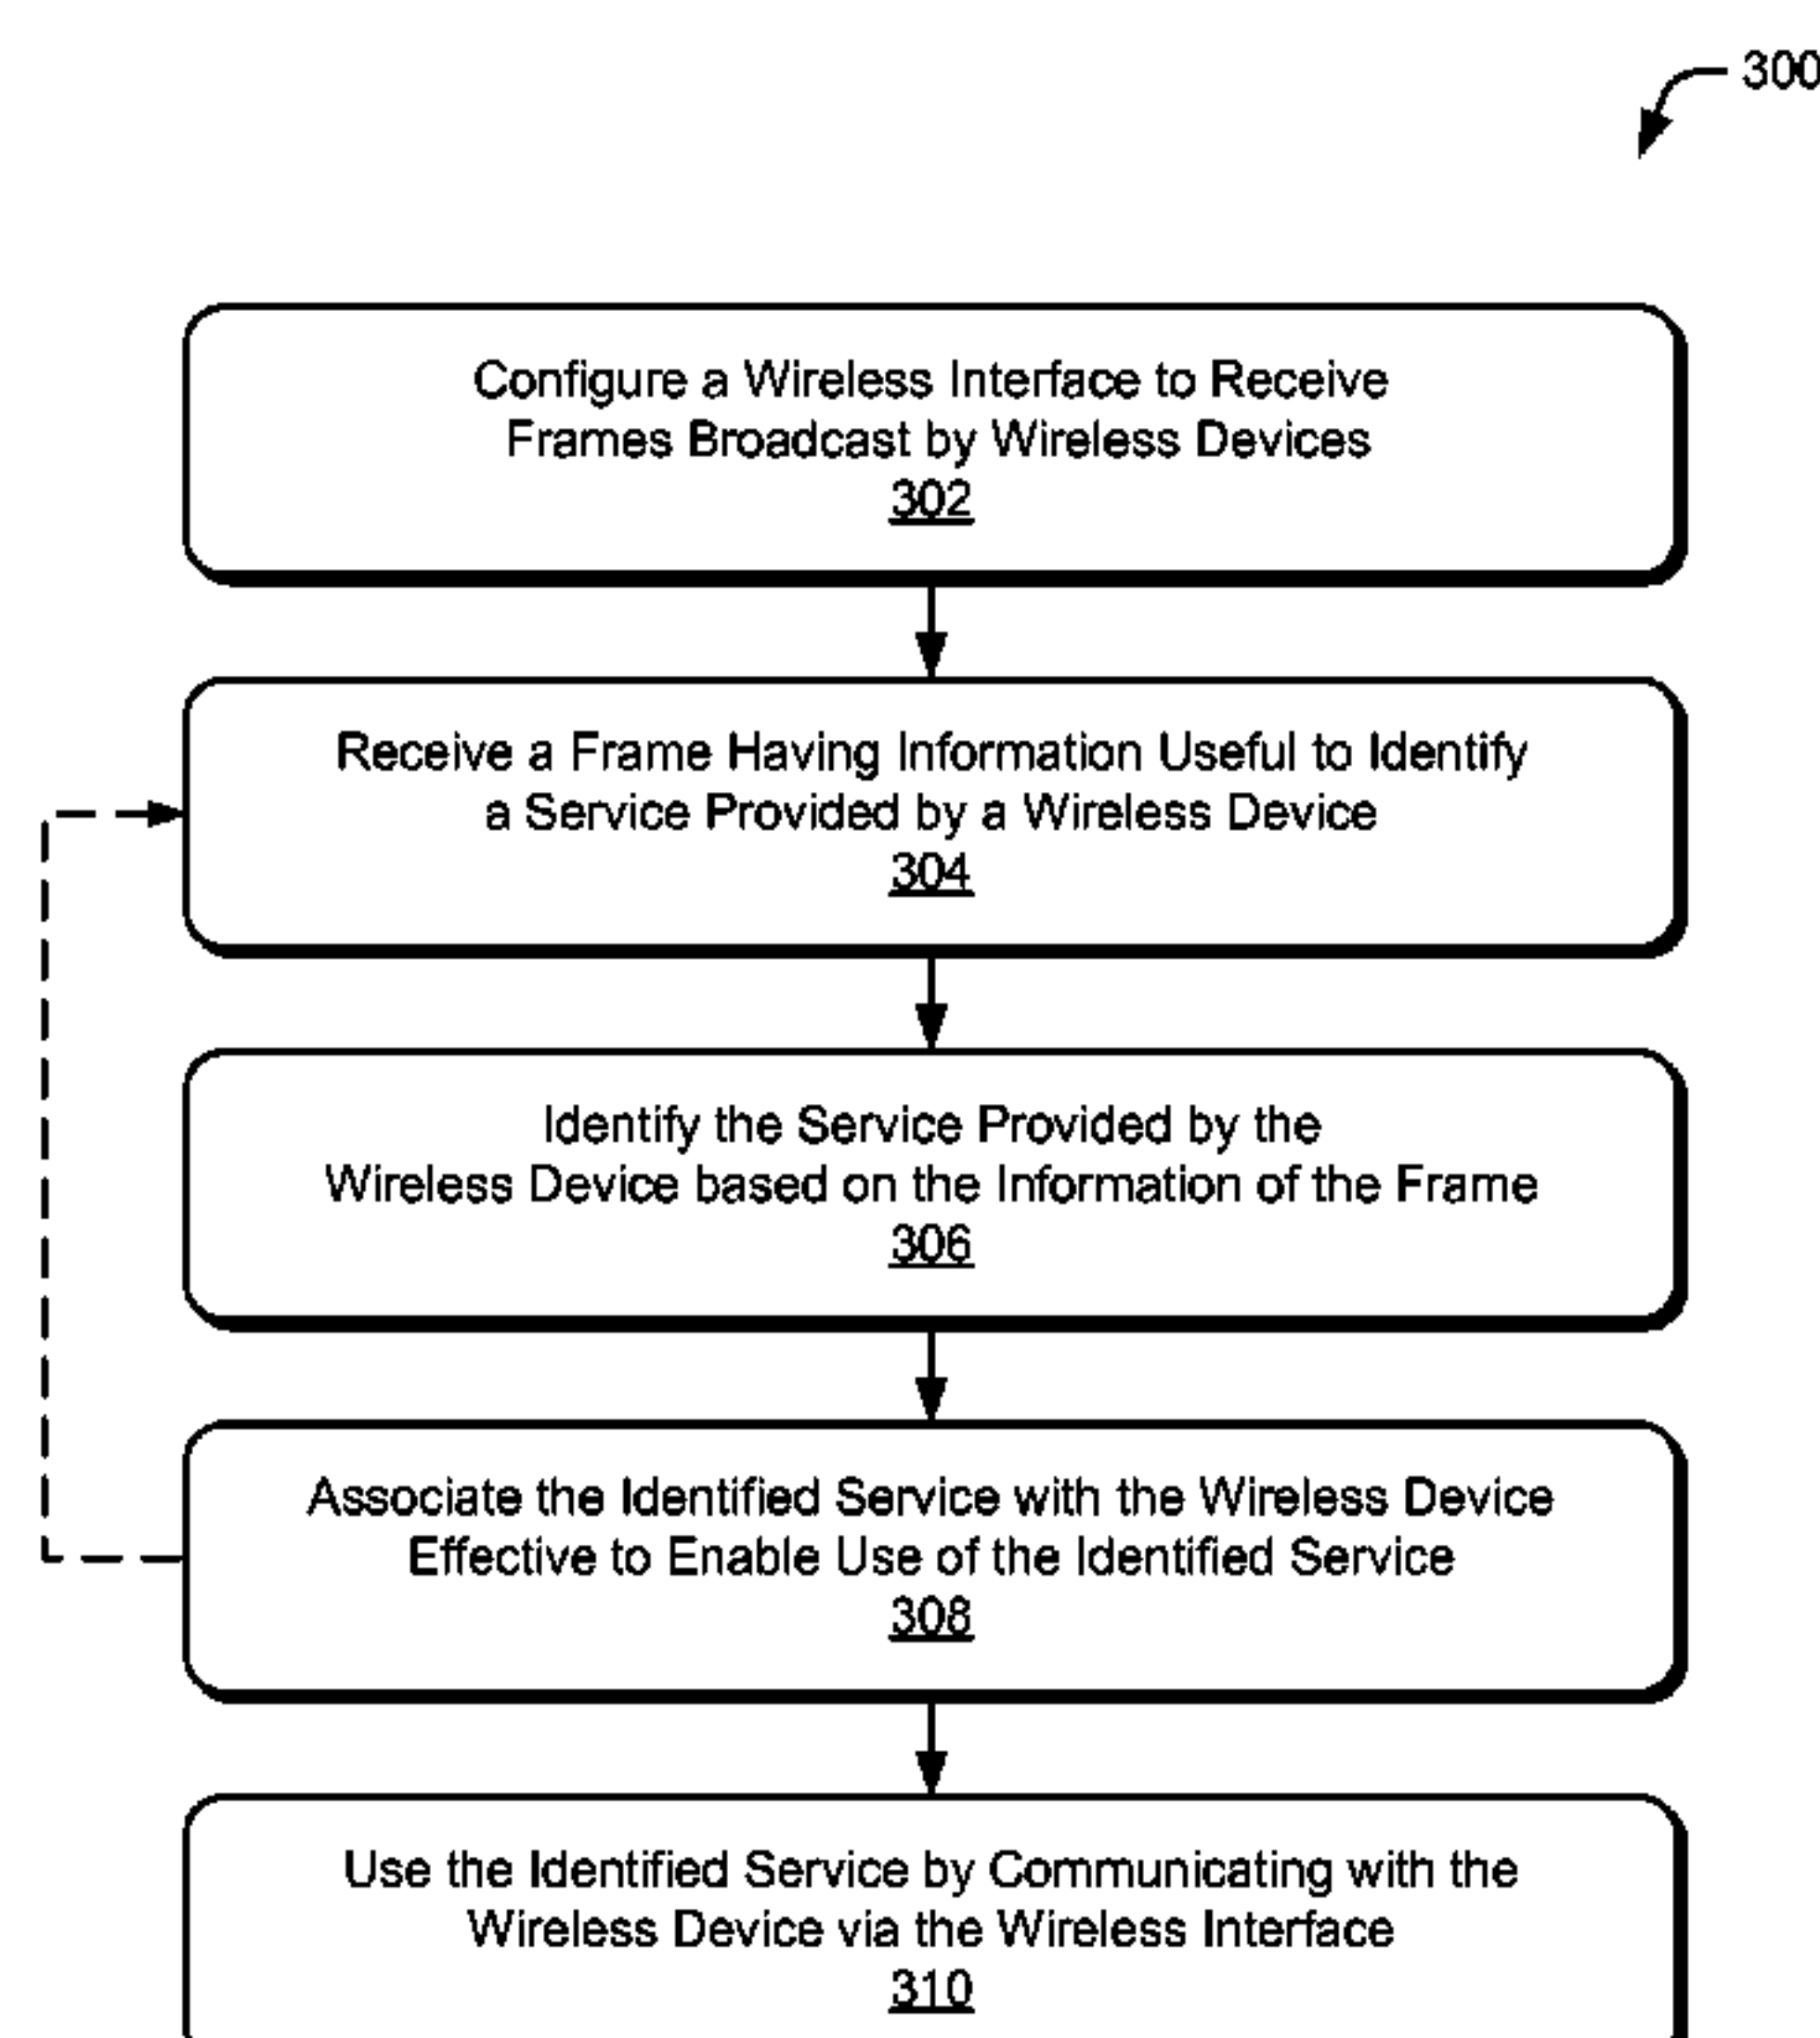 300
Configure a Wireless Interface to Receive
Frames Broadcast by Wireless Devices
302
Receive a Frame Having Information Useful to Identify
a Service Provided by a Wireless Device
304
Identify the Service Provided by the
Wireless Device based on the Information of the Frame
306
Associate the Identified Service with the Wireless Device
Effective to Enable Use of the Identified Service
308
Use the Identified Service by Communicating with the
Wireless Device via the Wireless Interface
310